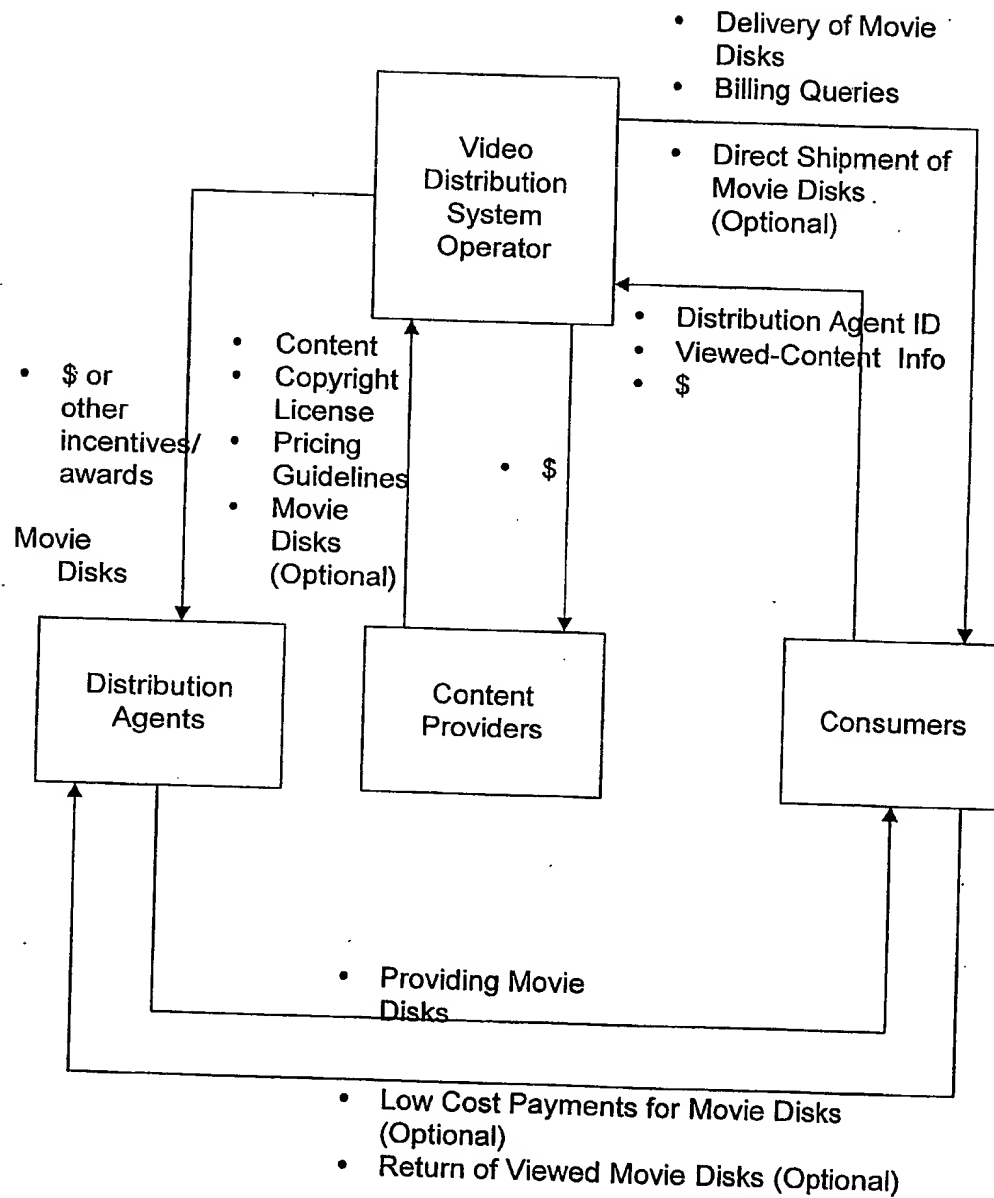 • Delivery of Movie
Disks
• Billing Queries
Video
Distribution
System
Operator
• Direct Shipment of
Movie Disks
(Optional)
• Distribution Agent ID
• Viewed-Content Info
• $
• $ or
other
incentives/
awards
Movie
Disks
• Content
• Copyright
License
• Pricing
Guidelines
• Movie
Disks
(Optional)
• $
Distribution
Agents
Content
Providers
Consumers
• Providing Movie
Disks
• Low Cost Payments for Movie Disks
(Optional)
• Return of Viewed Movie Disks (Optional)